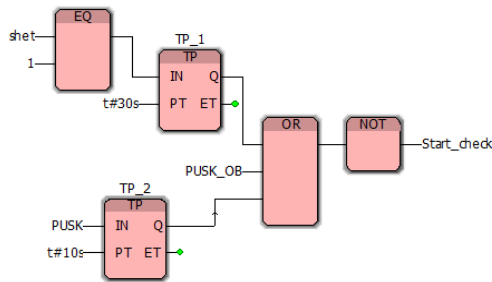 EQ
shet
1
TP_1
TP
IN Q
t#30s PT ET
OR
NOT
Start_check
PUSK_OB
TP_2
TP
PUSK IN Q
t#10s PT ET